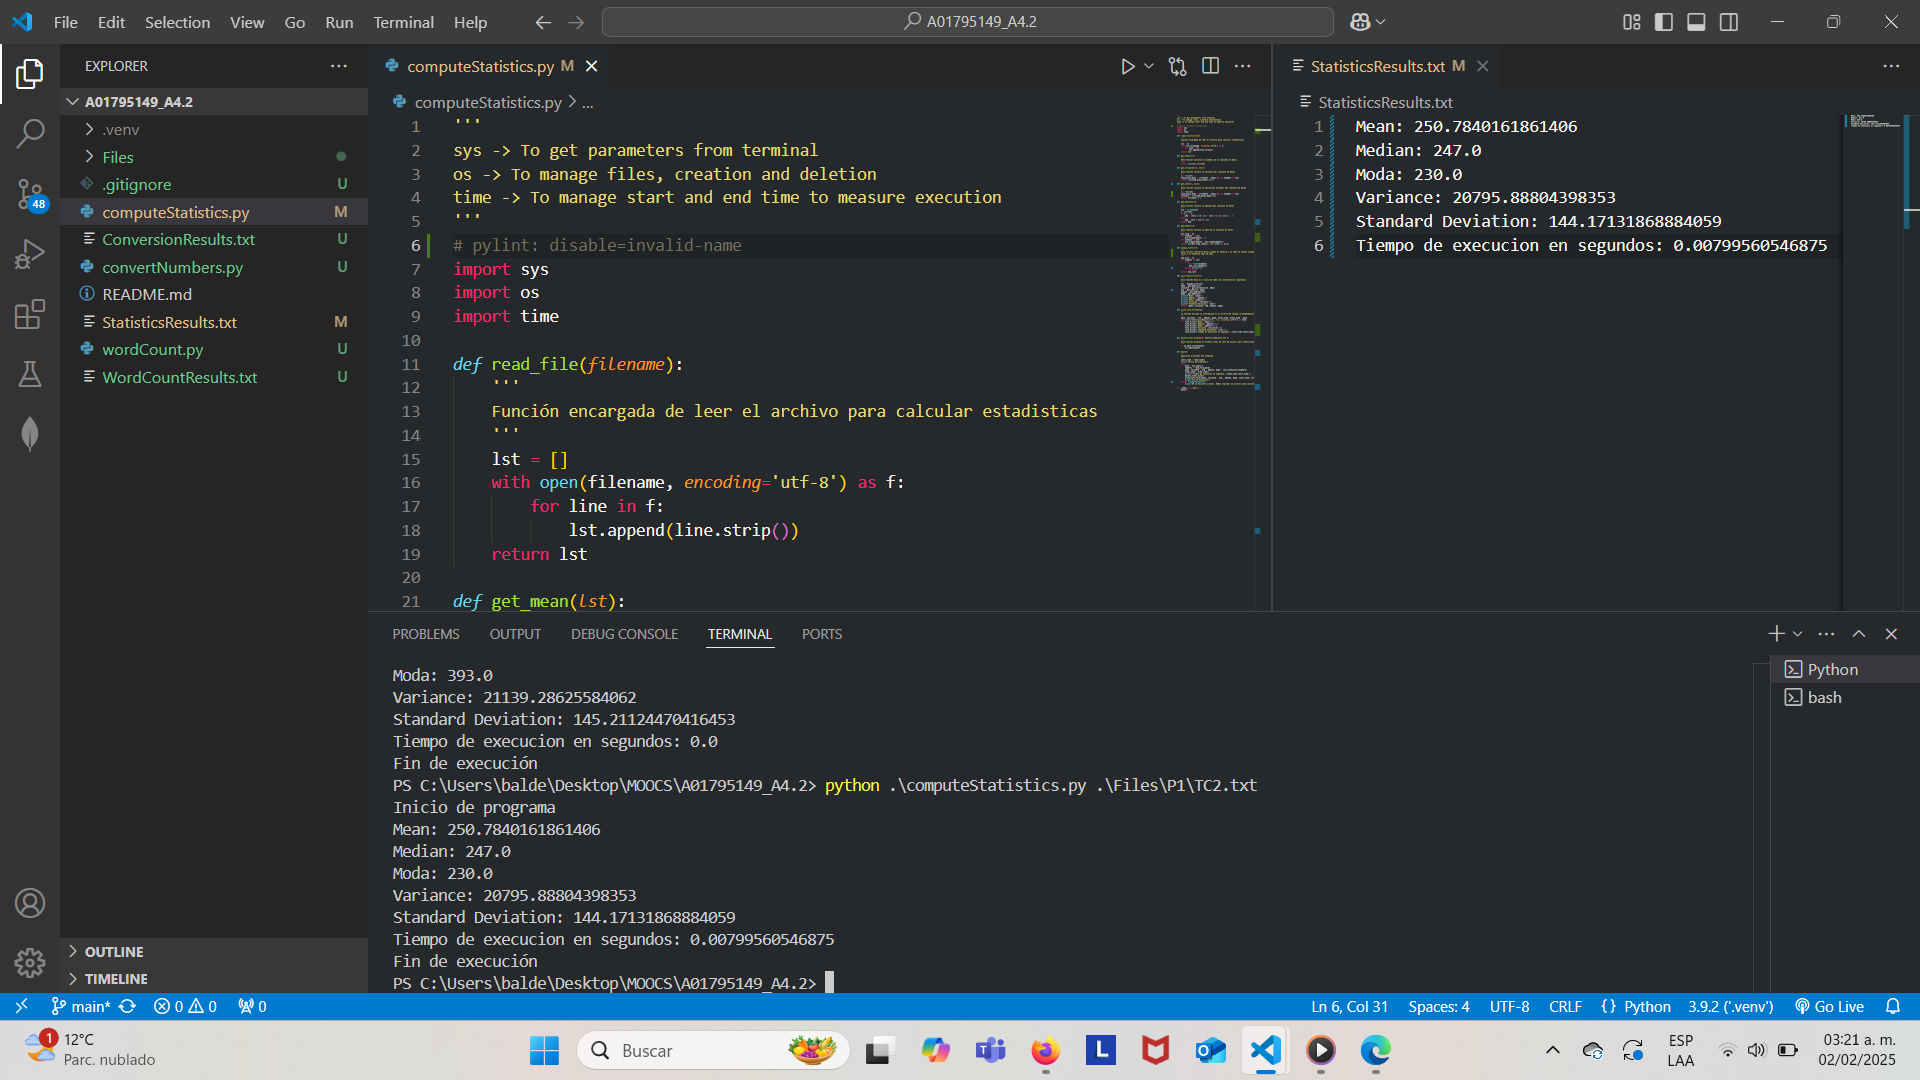 File Edit Selection View Go Run Terminal Help
A01795149_A4.2
EXPLORER
A01795149_A4.2
.venv
Files
.gitignore U
computeStatistics.py M
ConversionResults.txt U
convertNumbers.py U
README.md
StatisticsResults.txt M
wordCount.py U
WordCountResults.txt U
48
OUTLINE
TIMELINE
computeStatistics.py M
computeStatistics.py > ...
1 '''
2 sys -> To get parameters from terminal
3 os -> To manage files, creation and deletion
4 time -> To manage start and end time to measure execution
5 '''
6 # pylint: disable=invalid-name
7 import sys
8 import os
9 import time
10
11 def read_file(filename):
12 '''
13 Función encargada de leer el archivo para calcular estadisticas
14 '''
15 lst = []
16 with open(filename, encoding='utf-8') as f:
17 for line in f:
18 lst.append(line.strip())
19 return lst
20
21 def get_mean(lst):
StatisticsResults.txt M
StatisticsResults.txt
1 Mean: 250.7840161861406
2 Median: 247.0
3 Moda: 230.0
4 Variance: 20795.88804398353
5 Standard Deviation: 144.17131868884059
6 Tiempo de execucion en segundos: 0.00799560546875
PROBLEMS OUTPUT DEBUG CONSOLE TERMINAL PORTS
Moda: 393.0
Variance: 21139.28625584062
Standard Deviation: 145.21124470416453
Tiempo de execucion en segundos: 0.0
Fin de execución
PS C:\Users\balde\Desktop\MOOCS\A01795149_A4.2> python .\computeStatistics.py .\Files\P1\TC2.txt
Inicio de programa
Mean: 250.7840161861406
Median: 247.0
Moda: 230.0
Variance: 20795.88804398353
Standard Deviation: 144.17131868884059
Tiempo de execucion en segundos: 0.00799560546875
Fin de execución
PS C:\Users\balde\Desktop\MOOCS\A01795149_A4.2>
Python
bash
main* 0 0 0
Ln 6, Col 31 Spaces: 4 UTF-8 CRLF {} Python 3.9.2 ('.venv') Go Live
1
12°C
Parc. nublado
Buscar
L
ESP
LAA
03:21 a. m.
02/02/2025